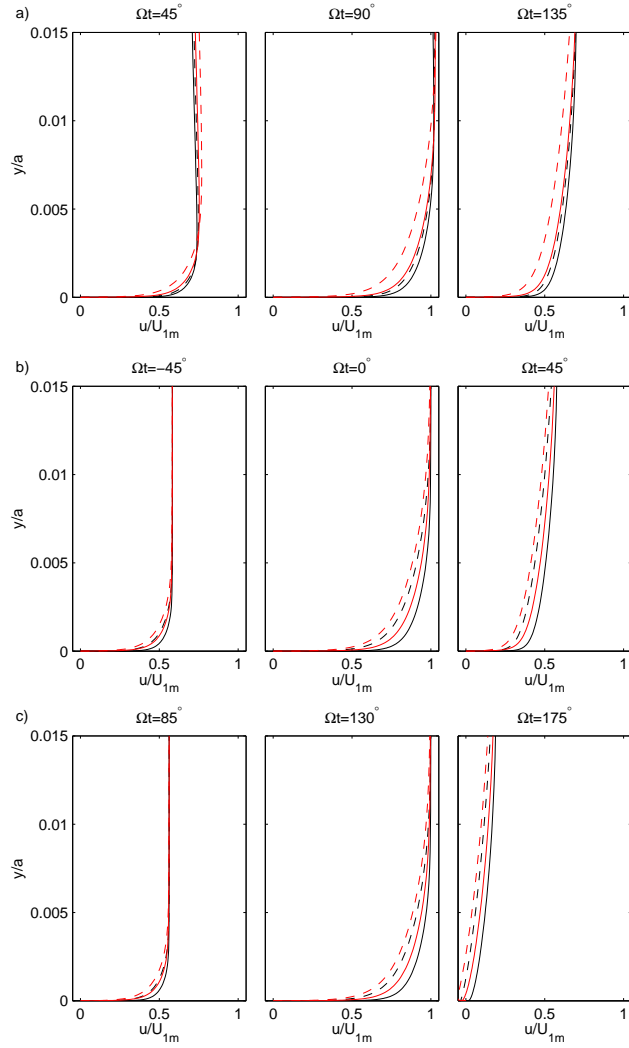 a) Ωt=45° Ωt=90° Ωt=135°
0.015
0.01
y/a
0.005
0
0 0.5 1 0 0.5 1 0 0.5 1
u/U1m u/U1m u/U1m
b) Ωt=−45° Ωt=0° Ωt=45°
0.015
0.01
y/a
0.005
0
0 0.5 1 0 0.5 1 0 0.5 1
u/U1m u/U1m u/U1m
c) Ωt=85° Ωt=130° Ωt=175°
0.015
0.01
y/a
0.005
0
0 0.5 1 0 0.5 1 0 0.5 1
u/U1m u/U1m u/U1m